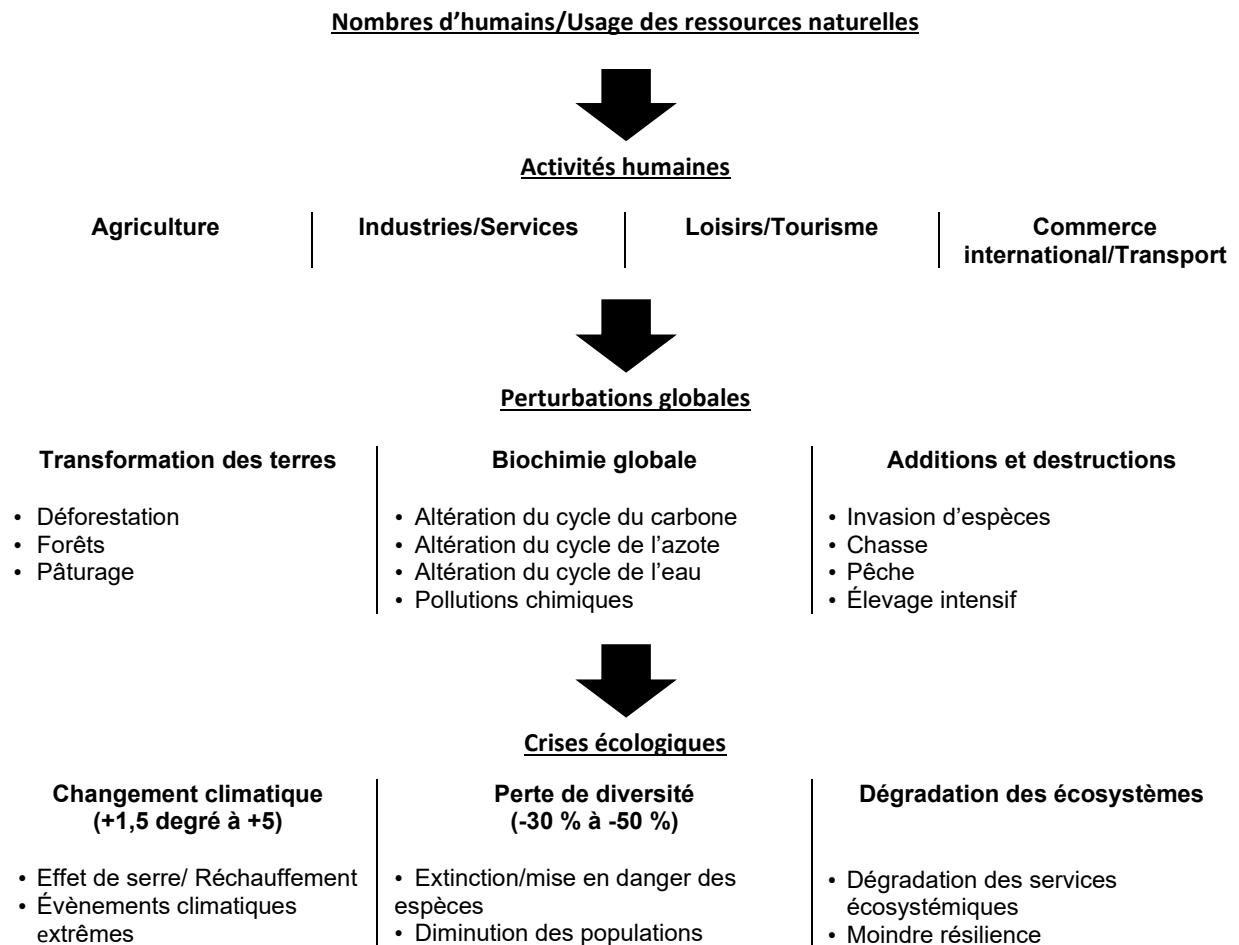 Nombres d’humains/Usage des ressources naturelles
Activités humaines
Agriculture
Industries/Services
Loisirs/Tourisme
Commerce
international/Transport
Perturbations globales
Transformation des terres
• Déforestation
• Forêts
• Pâturage
Biochimie globale
• Altération du cycle du carbone
• Altération du cycle de l’azote
• Altération du cycle de l’eau
• Pollutions chimiques
Additions et destructions
• Invasion d’espèces
• Chasse
• Pêche
• Élevage intensif
Crises écologiques
Changement climatique
(+1,5 degré à +5)
• Effet de serre/ Réchauffement
• Évènements climatiques
extrêmes
Perte de diversité
(-30 % à -50 %)
• Extinction/mise en danger des
espèces
• Diminution des populations
Dégradation des écosystèmes
• Dégradation des services
écosystémiques
• Moindre résilience